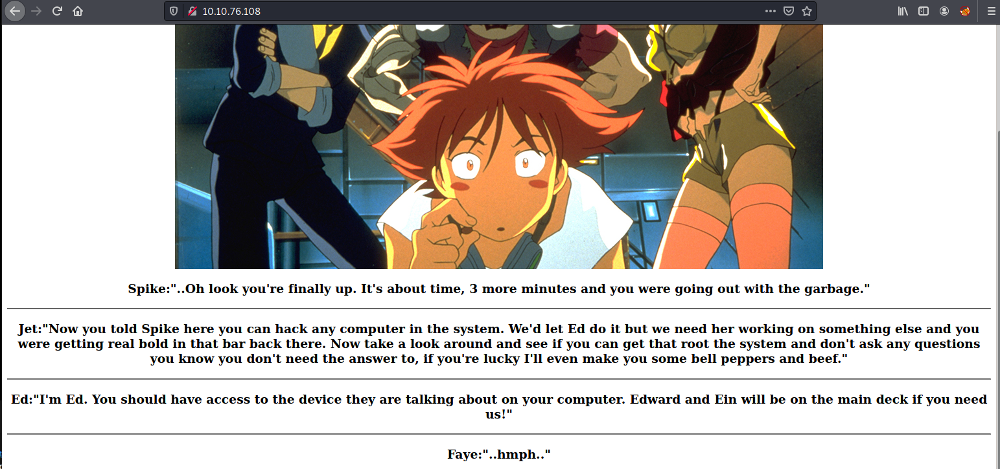 10.10.76.108
Spike:"..Oh look you're finally up. It's about time, 3 more minutes and you were going out with the garbage."
Jet:"Now you told Spike here you can hack any computer in the system. We'd let Ed do it but we need her working on something else and you
were getting real bold in that bar back there. Now take a look around and see if you can get that root the system and don't ask any questions
you know you don't need the answer to, if you're lucky I'll even make you some bell peppers and beef."
Ed:"I'm Ed. You should have access to the device they are talking about on your computer. Edward and Ein will be on the main deck if you need
us!"
Faye:"..hmph.."